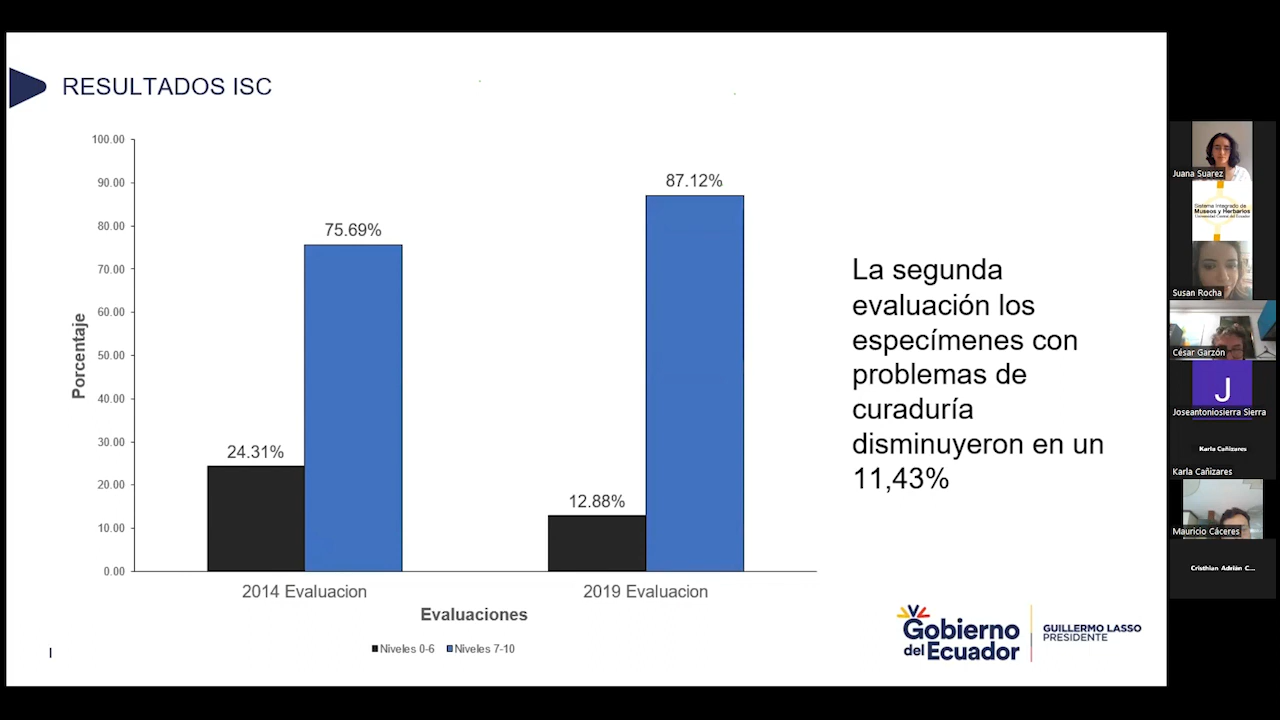 RESULTADOS ISC
100.00
90.00
80.00
70.00
60.00
50.00
40.00
30.00
20.00
10.00
0.00
Porcentaje
24.31%
75.69%
12.88%
87.12%
2014 Evaluacion
2019 Evaluacion
Evaluaciones
Niveles 0-6
Niveles 7-10
La segunda
evaluación los
especímenes con
problemas de
curaduría
disminuyeron en un
11,43%
Gobierno
del Ecuador
GUILLERMO LASSO
PRESIDENTE
Juana Suarez
Sistema Integrado de
Museos y Herbarios
Universidad Central del Ecuador
Susan Rocha
César Garzón
J
Joseantoniosierra Sierra
Karla Cañizares
Karla Cañizares
Mauricio Cáceres
Cristhian Adrián C...